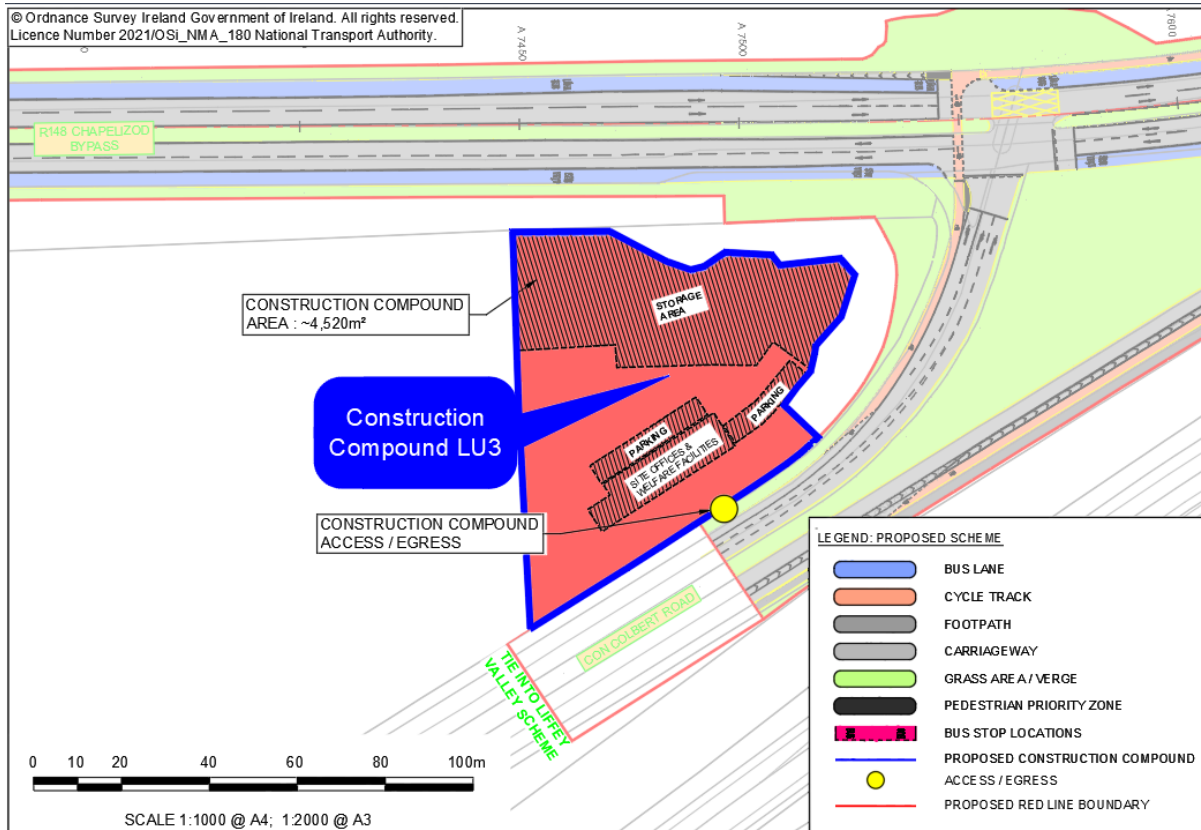 © Ordnance Survey Ireland Government of Ireland. All rights reserved.
Licence Number 2021/OSi_NMA_180 National Transport Authority.
0
A 7450
A 7500
A 7600
R148 CHAPELIZOD
BYPASS
CONSTRUCTION COMPOUND
AREA : ~4,520m²
STORAGE
AREA
Construction
Compound LU3
PARKING
PARKING
SITE OFFICES &
WELFARE FACILITIES
CONSTRUCTION COMPOUND
ACCESS / EGRESS
CON COLBERT ROAD
TIE INTO LIFFEY
VALLEY SCHEME
LEGEND: PROPOSED SCHEME
BUS LANE
CYCLE TRACK
FOOTPATH
CARRIAGEWAY
GRASS AREA / VERGE
PEDESTRIAN PRIORITY ZONE
BUS STOP LOCATIONS
PROPOSED CONSTRUCTION COMPOUND
ACCESS / EGRESS
PROPOSED RED LINE BOUNDARY
0 10 20 40 60 80 100m
SCALE 1:1000 @ A4; 1:2000 @ A3